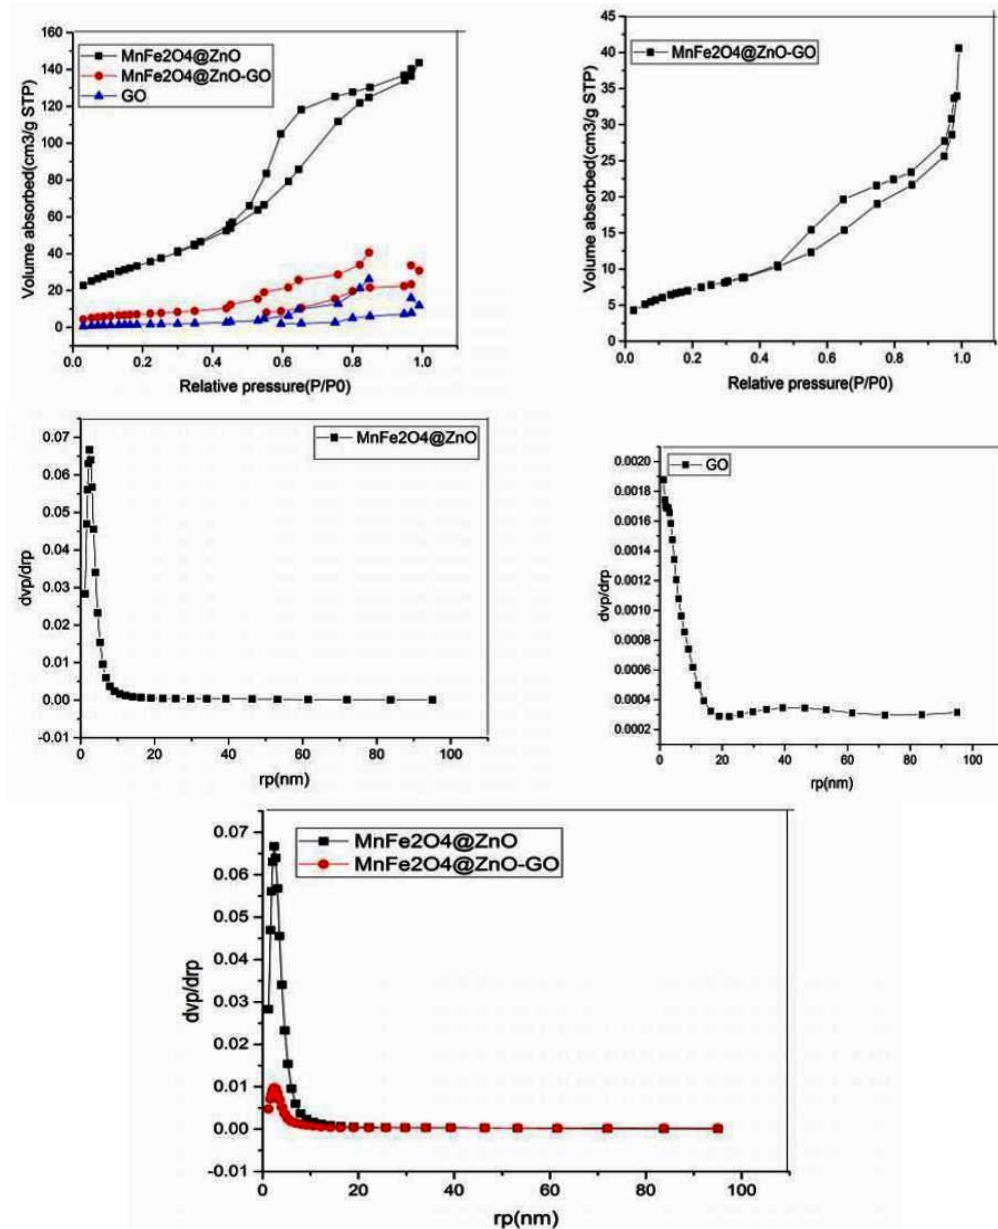 160
140
120
100
80
60
40
20
0
Volume absorbed(cm3/g STP)
MnFe2O4@ZnO
MnFe2O4@ZnO-GO
GO
0.0 0.2 0.4 0.6 0.8 1.0
Relative pressure(P/P0)
45
40
35
30
25
20
15
10
5
0
Volume absorbed(cm3/g STP)
MnFe2O4@ZnO-GO
0.0 0.2 0.4 0.6 0.8 1.0
Relative pressure(P/P0)
0.07
0.06
0.05
0.04
0.03
0.02
0.01
0.00
-0.01
dvp/drp
MnFe2O4@ZnO
0 20 40 60 80 100
rp(nm)
0.0020
0.0018
0.0016
0.0014
0.0012
0.0010
0.0008
0.0006
0.0004
0.0002
dvp/drp
GO
0 20 40 60 80 100
rp(nm)
0.07
0.06
0.05
0.04
0.03
0.02
0.01
0.00
-0.01
dvp/drp
MnFe2O4@ZnO
MnFe2O4@ZnO-GO
0 20 40 60 80 100
rp(nm)